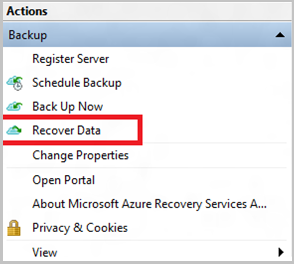 Actions
Backup
Register Server
Schedule Backup
Back Up Now
Recover Data
Change Properties
Open Portal
About Microsoft Azure Recovery Services A...
Privacy & Cookies
View